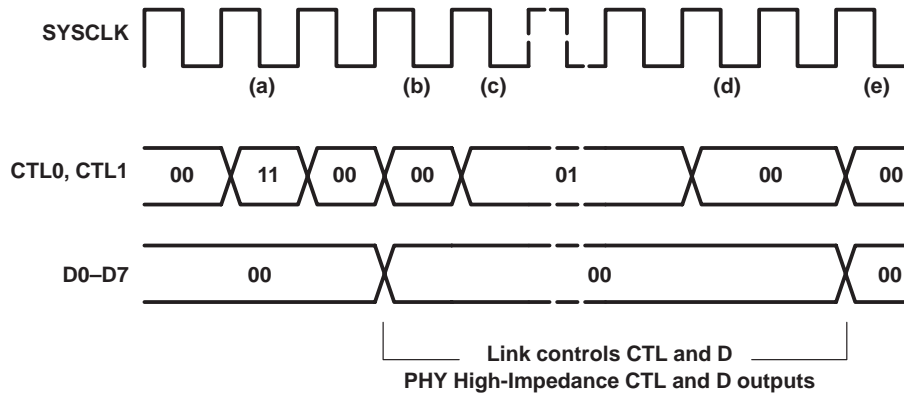 SYSCLK
(a) (b) (c) (d) (e)
CTL0, CTL1 00 11 00 00 01 00 00
D0–D7 00 00 00
Link controls CTL and D
PHY High-Impedance CTL and D outputs